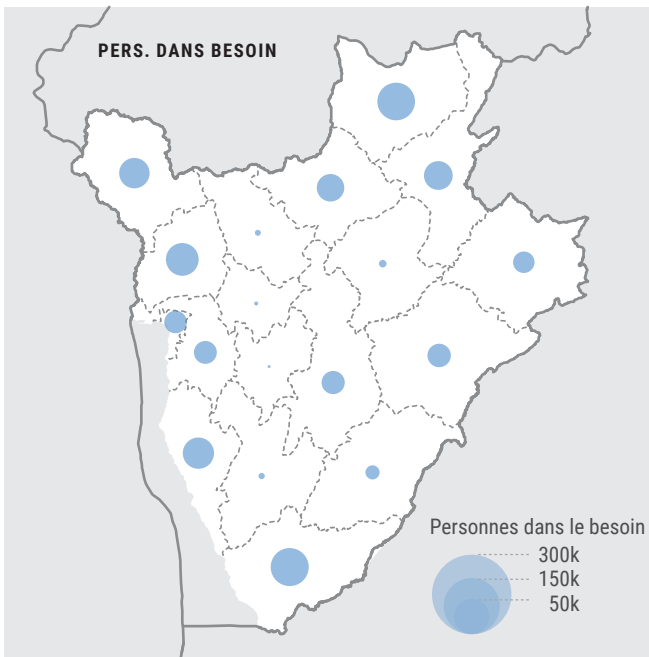 PERS. DANS BESOIN
Personnes dans le besoin
300k
150k
50k